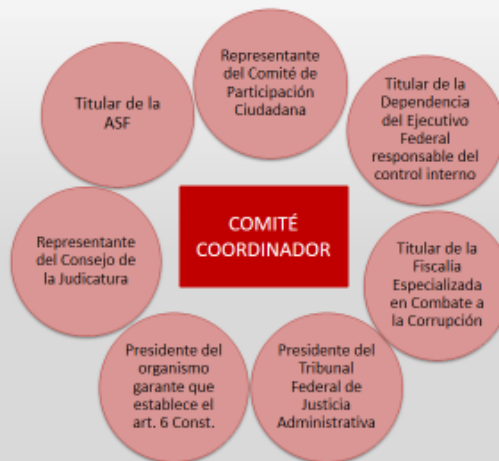 Representante
del Comité de
Participación
Ciudadana
Titular de la
Dependencia
del Ejecutivo
Federal
responsable del
control interno
Titular de la
Fiscalía
Especializada
en Combate a
la Corrupción
Presidente del
Tribunal
Federal de
Justicia
Administrativa
Presidente del
organismo
garante que
establece el
art. 6 Const.
Representante
del Consejo de
la Judicatura
Titular de la
ASF
COMITÉ
COORDINADOR